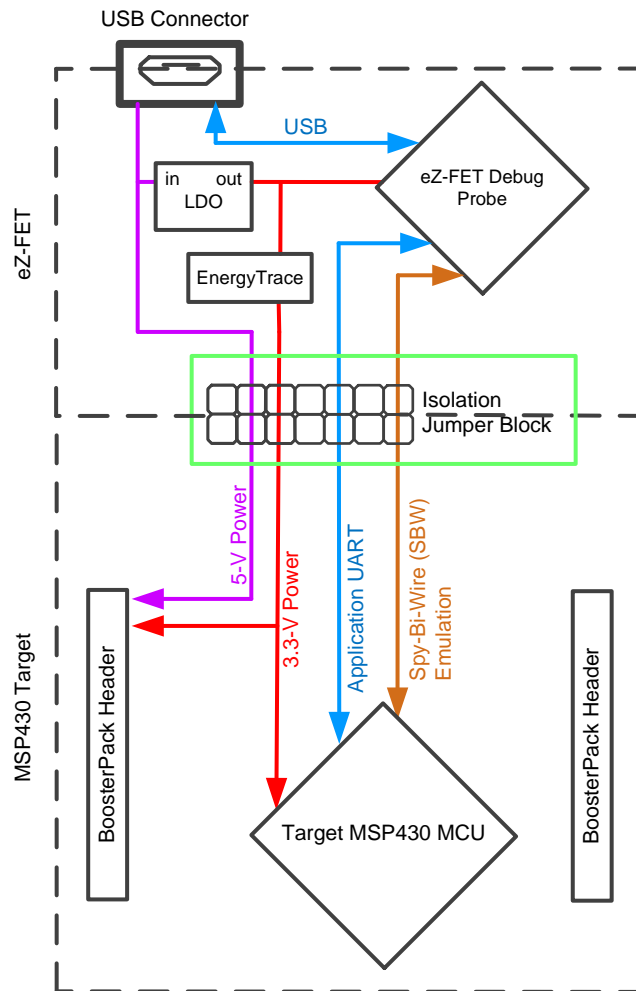 USB Connector
USB
in out
LDO
eZ-FET Debug
Probe
eZ-FET
EnergyTrace
Isolation
Jumper Block
5-V Power
3.3-V Power
Application UART
Spy-Bi-Wire (SBW)
Emulation
MSP430 Target
BoosterPack Header
Target MSP430 MCU
BoosterPack Header